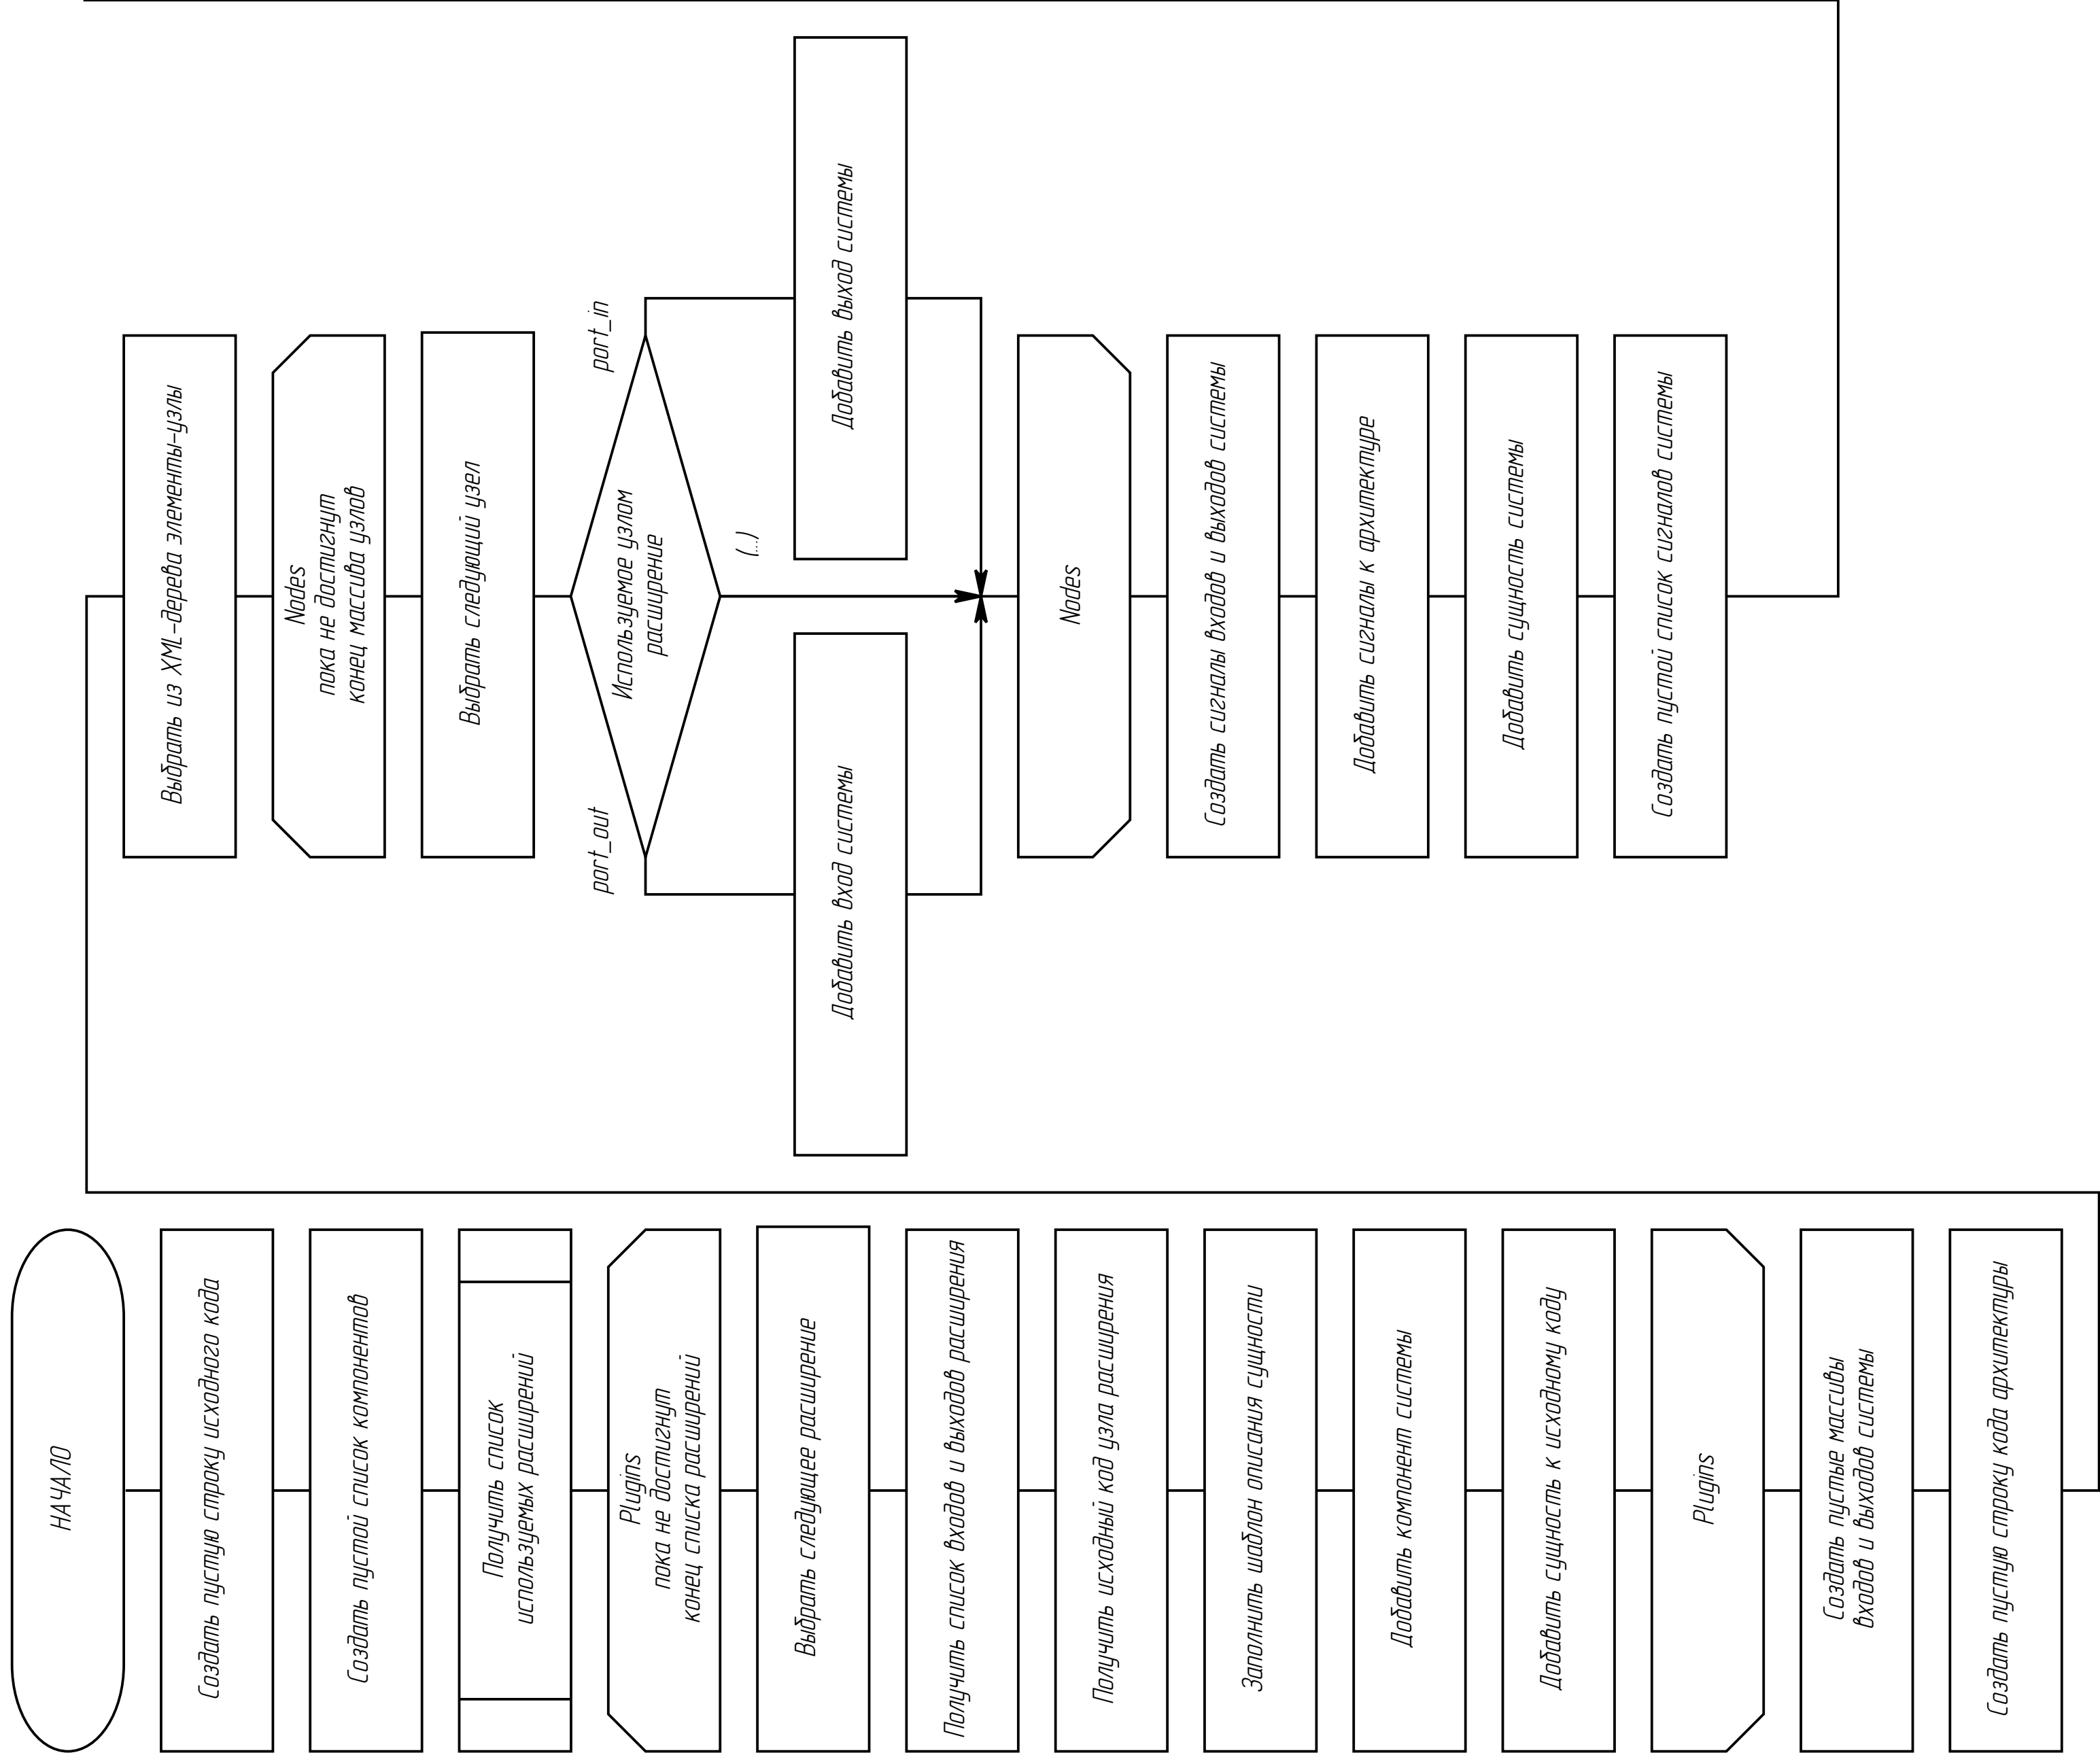 НАЧАЛО
Создать пустую строку исходного кода
Создать пустой список компонентов
Получить список
используемых расширений
Plugins
пока не достигнут
конец списка расширений
Выбрать следующее расширение
Получить список входов и выходов расширения
Получить исходный код узла расширения
Заполнить шаблон описания сущности
Добавить компонент системы
Добавить сущность к исходному коду
Plugins
Создать пустые массивы
входов и выходов системы
Создать пустую строку кода архитектуры
Выбрать из XML-дерева элементы-узлы
Nodes
пока не достигнут
конец массива узлов
Выбрать следующий узел
Используемое узлом
расширение
port_out
port_in
(...)
Добавить вход системы
Добавить выход системы
Nodes
Создать сигналы входов и выходов системы
Добавить сигналы к архитектуре
Добавить сущность системы
Создать пустой список сигналов системы